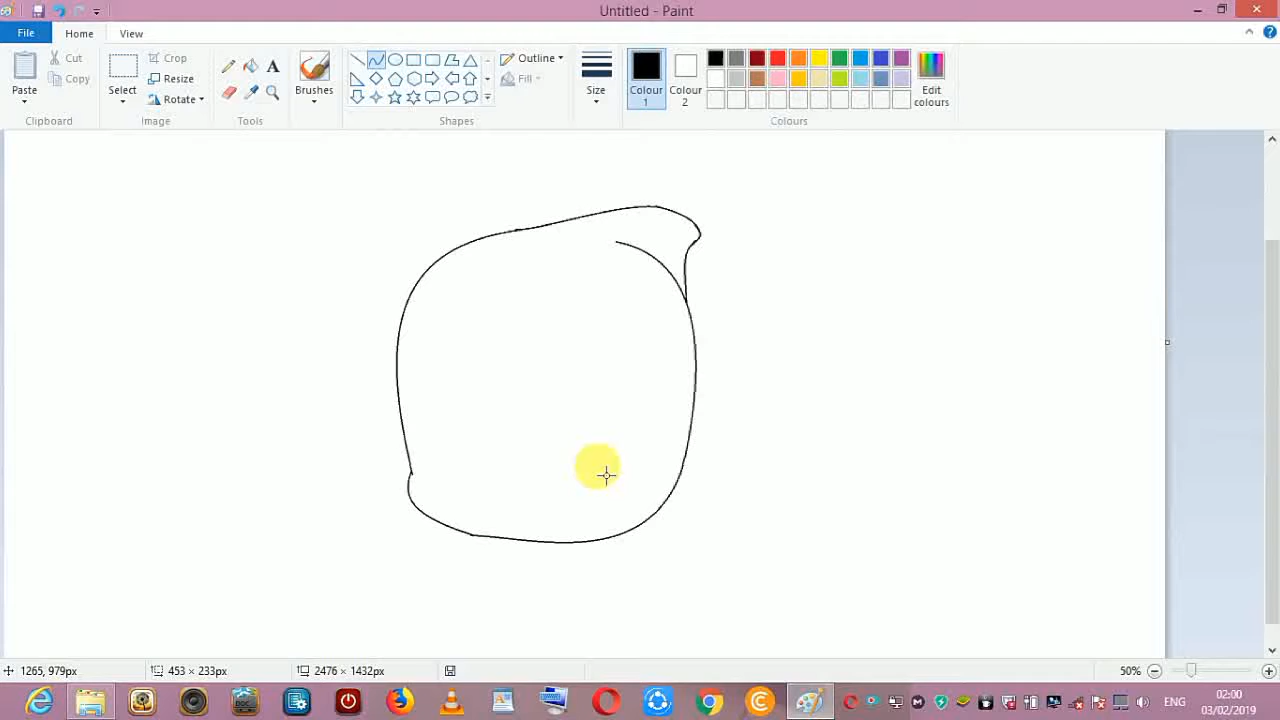 Untitled - Paint
File
Home
View
Paste
Cut
Copy
Clipboard
Select
Crop
Resize
Rotate
Image
A
Tools
Brushes
Outline
Fill
Shapes
Size
Colour 1
Colour 2
Edit colours
Colours
1265, 979px
453 × 233px
2476 × 1432px
50%
ENG
02:00
03/02/2019